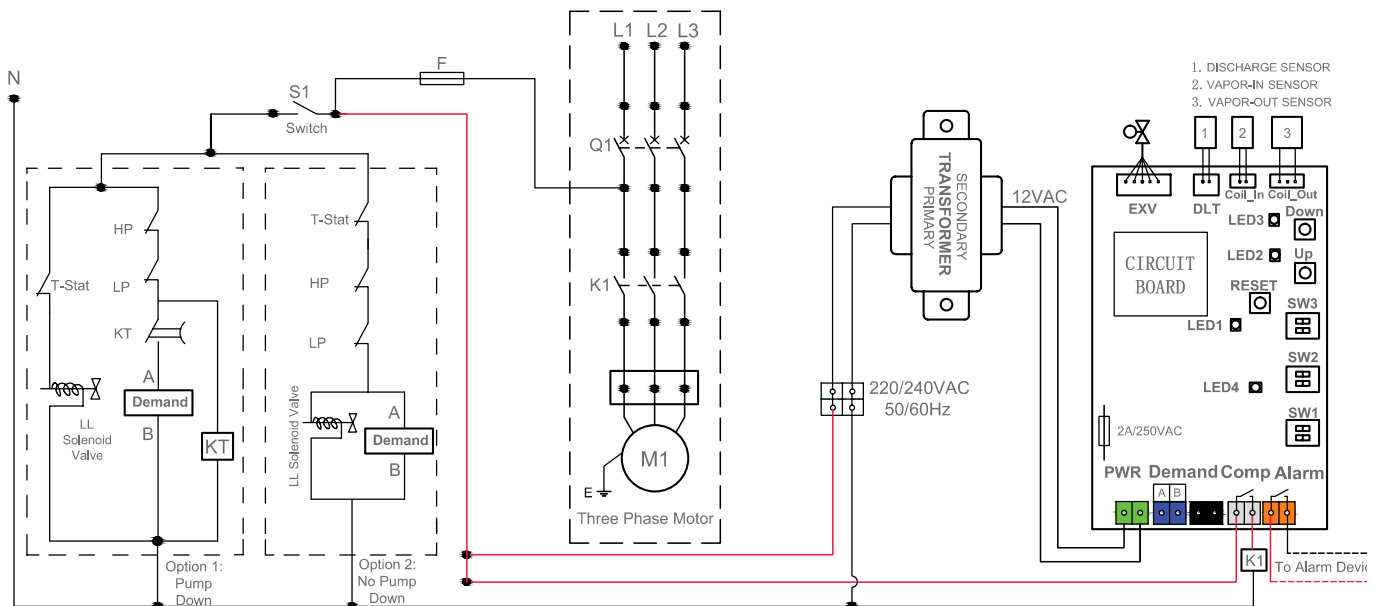 N
S1
Switch
F
L1 L2 L3
Q1
K1
M1
E
Three Phase Motor
HP
T-Stat
LP
KT
A
Demand
B
KT
LL
Solenoid
Valve
Option 1:
Pump
Down
T-Stat
HP
LP
LL Solenoid Valve
A
Demand
B
Option 2:
No Pump
Down
SECONDARY
TRANSFORMER
PRIMARY
12VAC
220/240VAC
50/60Hz
1. DISCHARGE SENSOR
2. VAPOR-IN SENSOR
3. VAPOR-OUT SENSOR
1 2 3
EXV DLT Coil_In Coil_Out
LED3 Down
LED2 Up
CIRCUIT
BOARD
RESET
LED1 SW3
SW2
LED4
SW1
2A/250VAC
PWR Demand Comp Alarm
A B
K1
To Alarm Devic